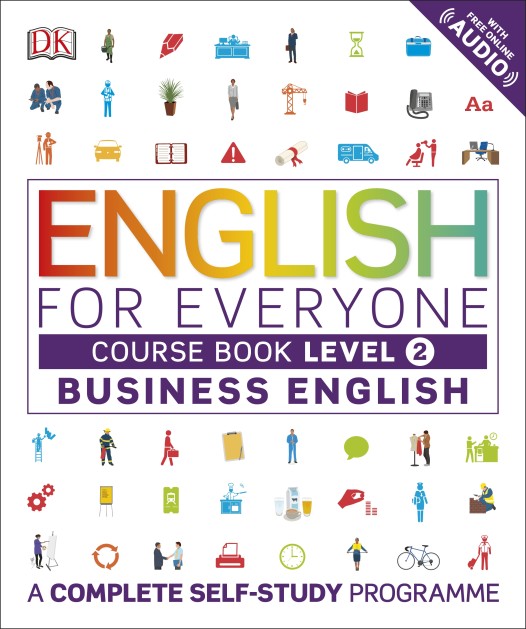 DK
WITH
FREE ONLINE
AUDIO
Aa
ENGLISH
FOR EVERYONE
COURSE BOOK LEVEL 2
BUSINESS ENGLISH
A COMPLETE SELF-STUDY PROGRAMME